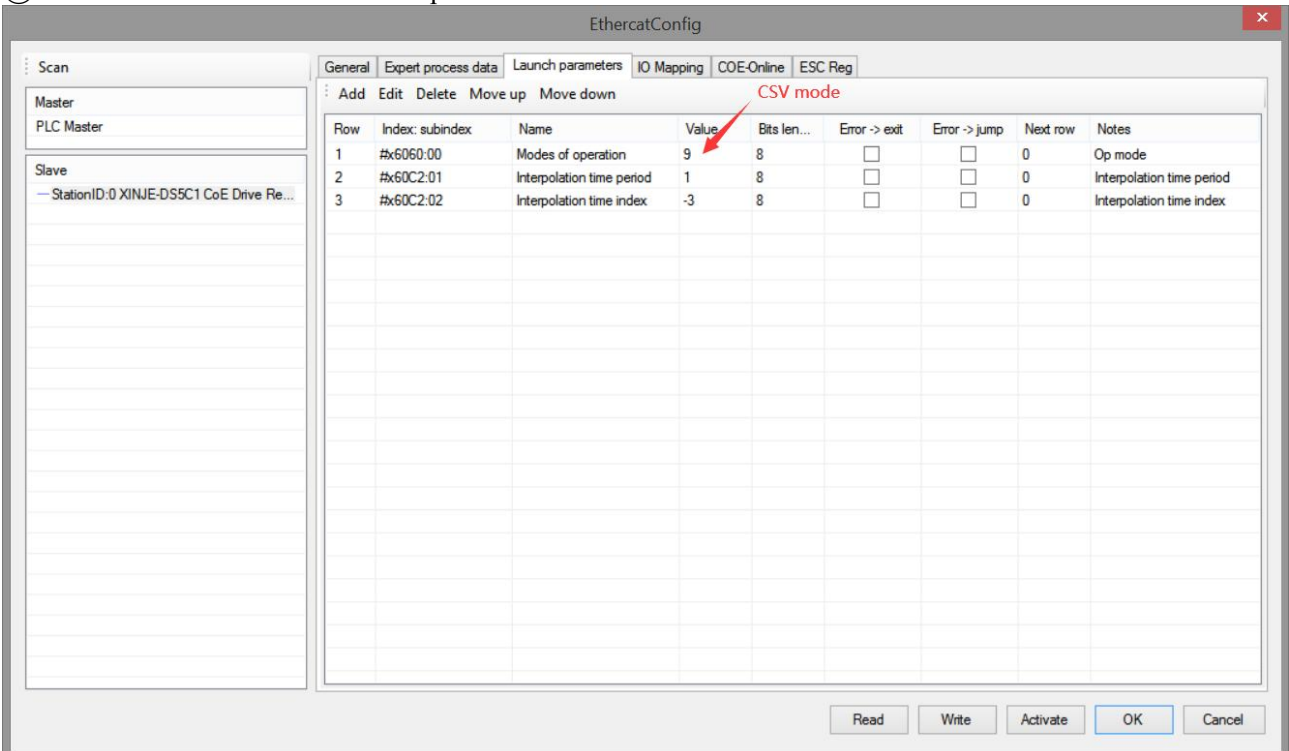 EthercatConfig
Scan
Master
PLC Master
Slave
StationID:0 XINJE-DS5C1 CoE Drive Re...
General Expert process data Launch parameters IO Mapping COE-Online ESC Reg
Add Edit Delete Move up Move down
CSV mode
Row Index: subindex Name Value Bits len... Error -> exit Error -> jump Next row Notes
1 #x6060:00 Modes of operation 9 8 0 Op mode
2 #x60C2:01 Interpolation time period 1 8 0 Interpolation time period
3 #x60C2:02 Interpolation time index -3 8 0 Interpolation time index
Read Write Activate OK Cancel